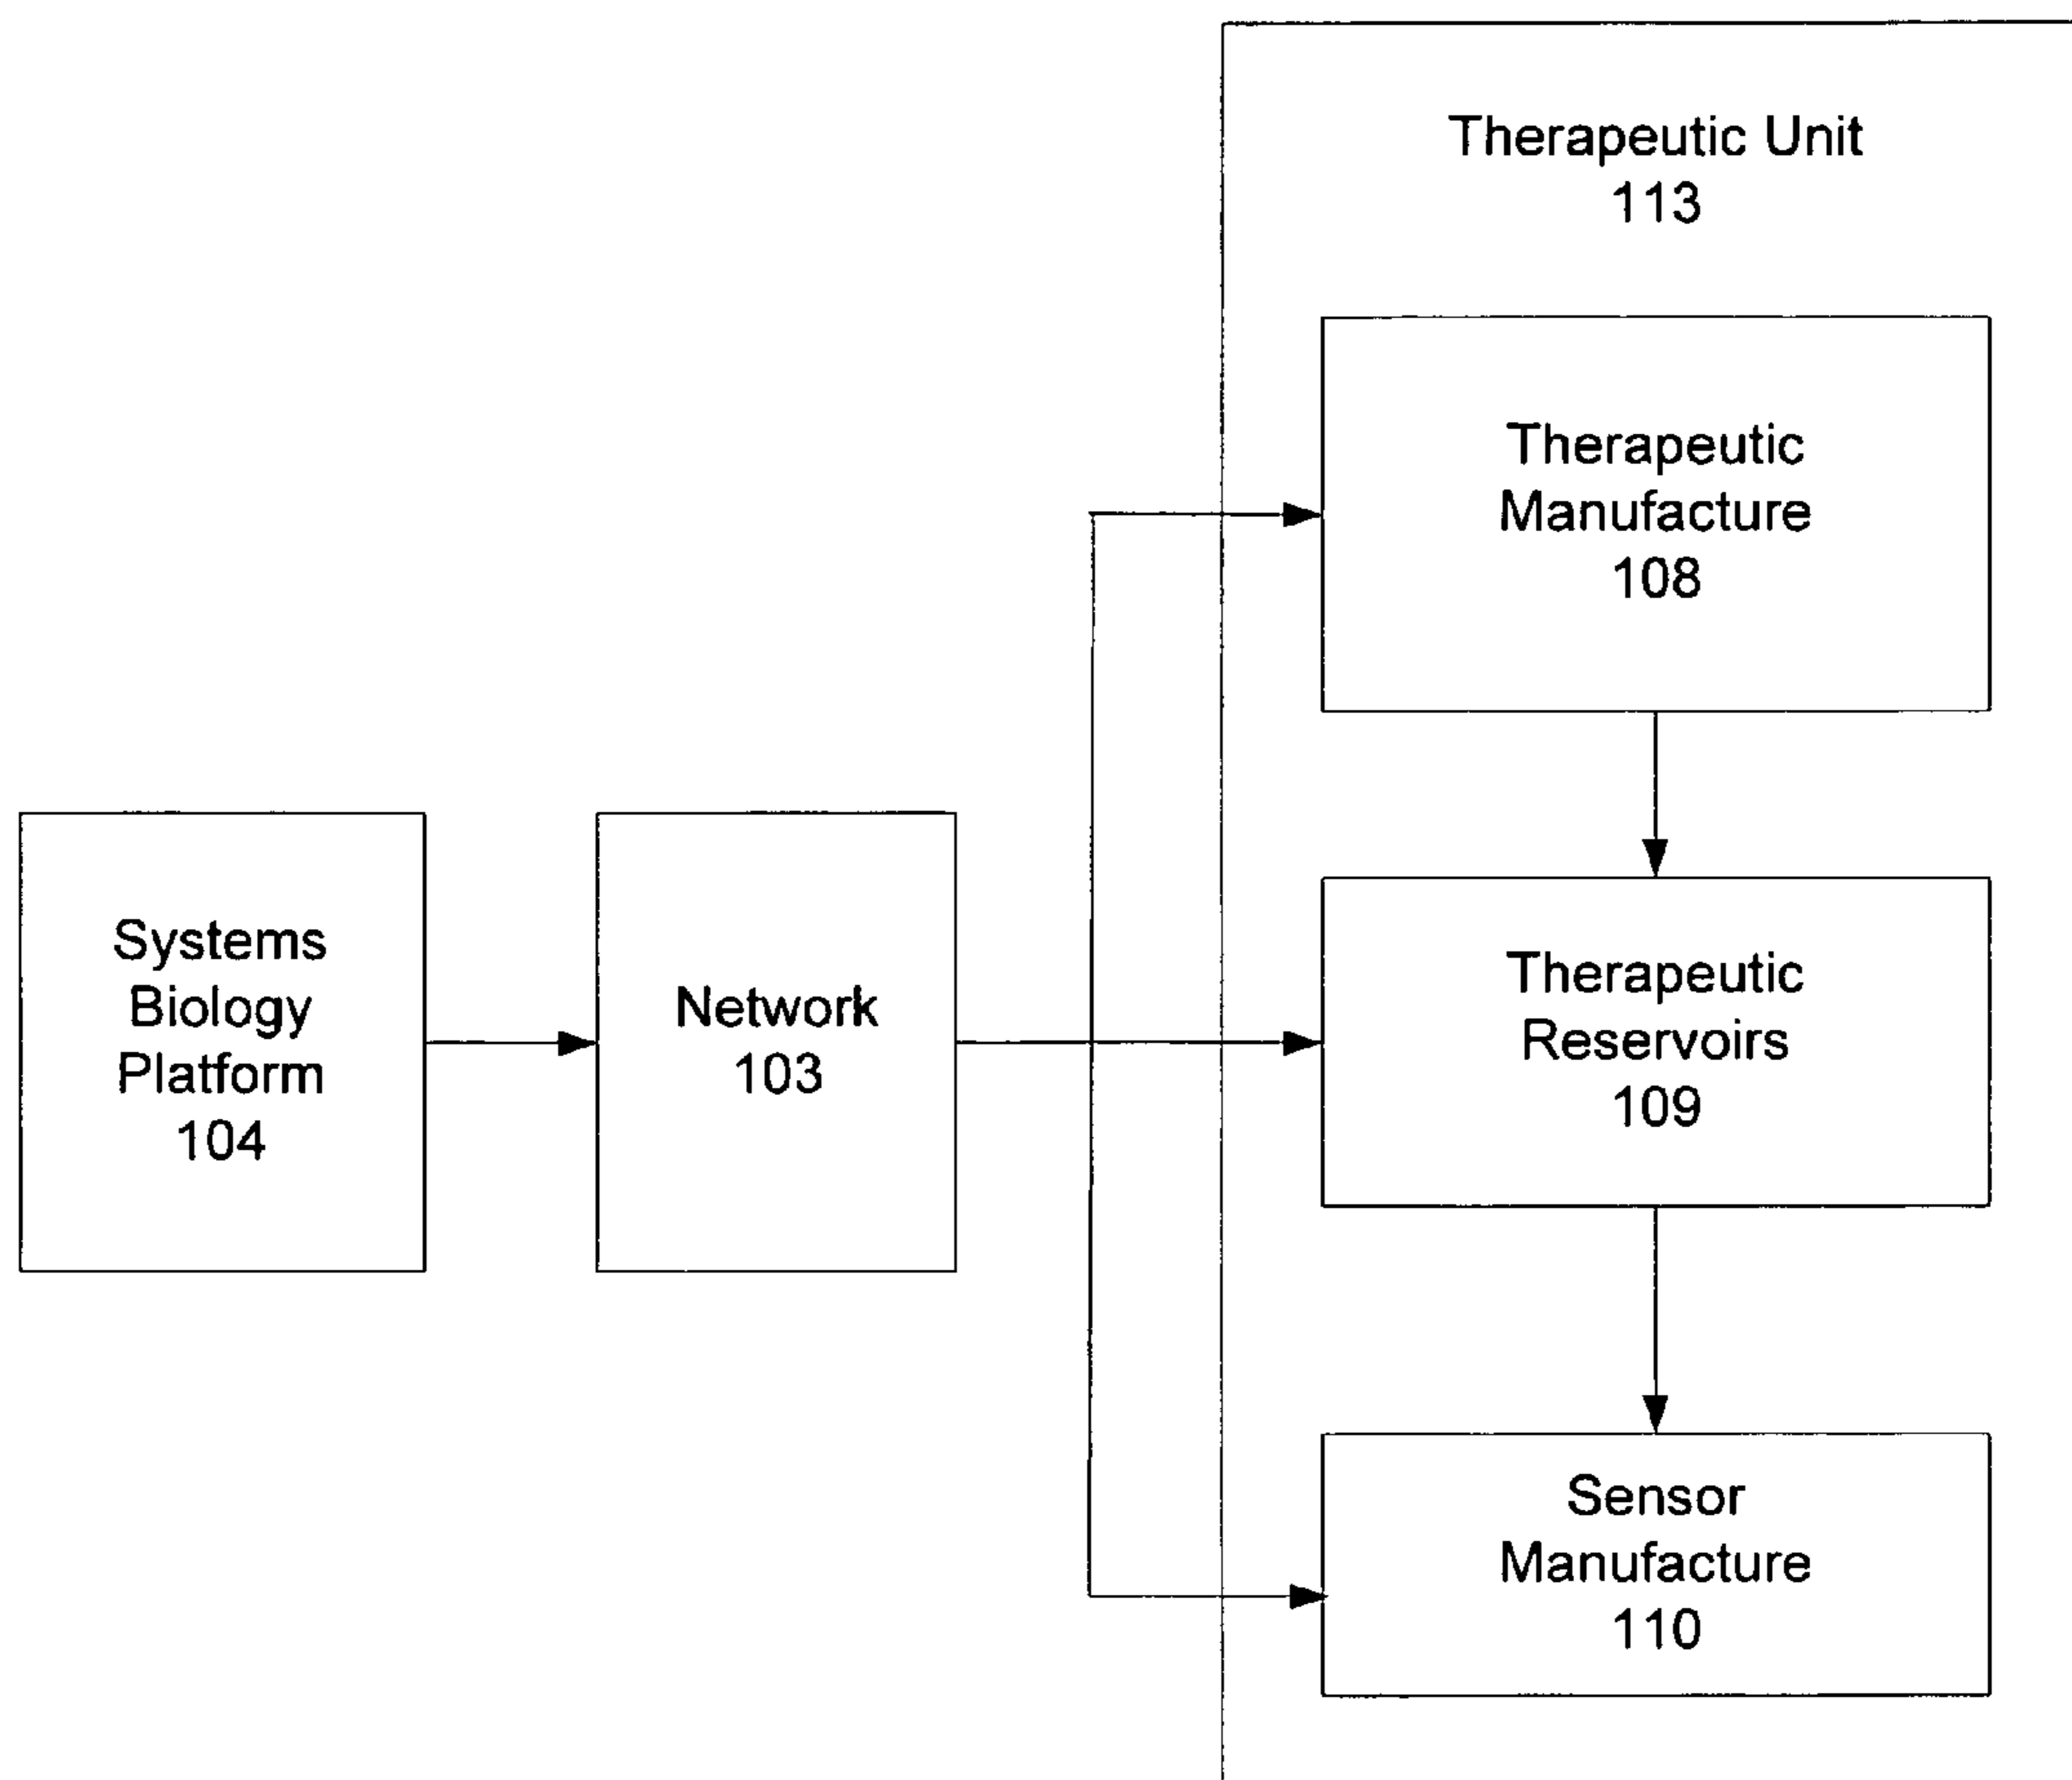 Therapeutic Unit
113
Therapeutic
Manufacture
108
Systems
Biology
Platform
104
Network
103
Therapeutic
Reservoirs
109
Sensor
Manufacture
110